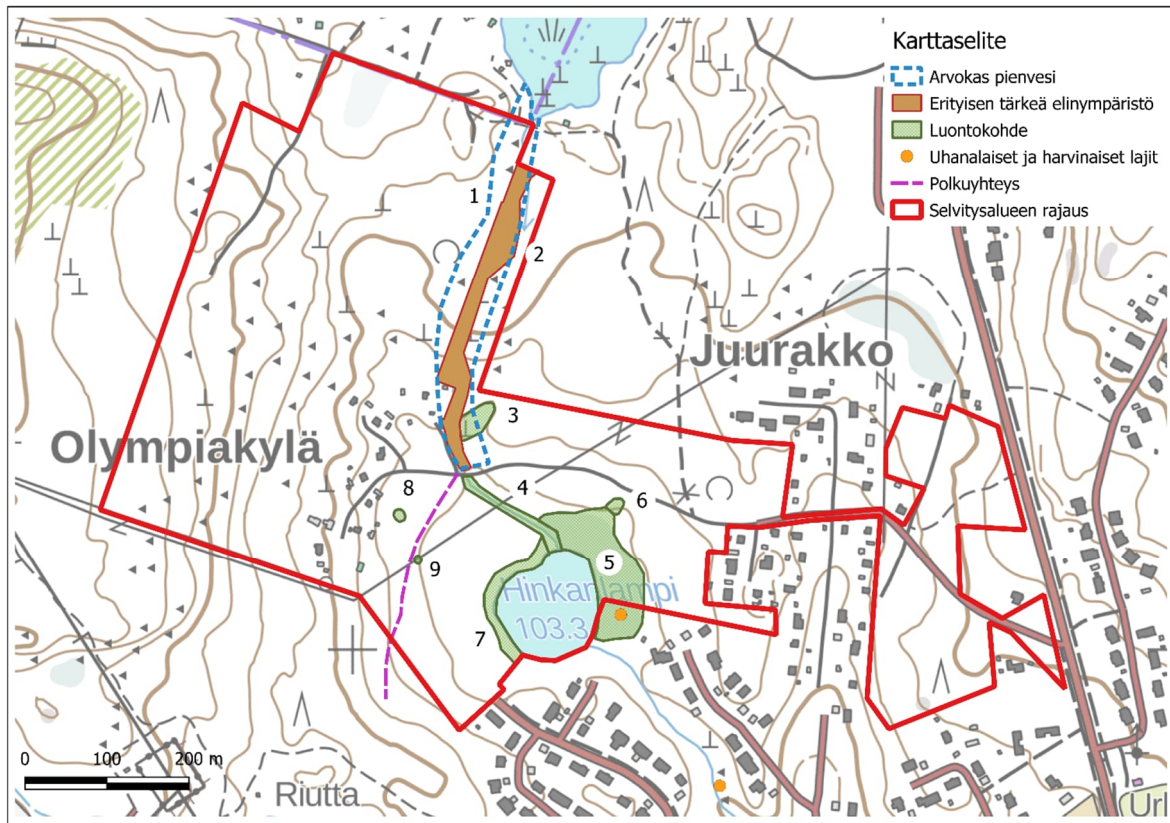 Karttaselite
Arvokas pienvesi
Erityisen tärkeä elinympäristö
Luontokohde
Uhanalaiset ja harvinaiset lajit
Polkuyhteys
Selvitysalueen rajaus
1
2
Juurakko
3
Olympiakylä
8
4
6
9
5
Hinkanlampi
103.3
7
0 100 200 m
Riutta
Url